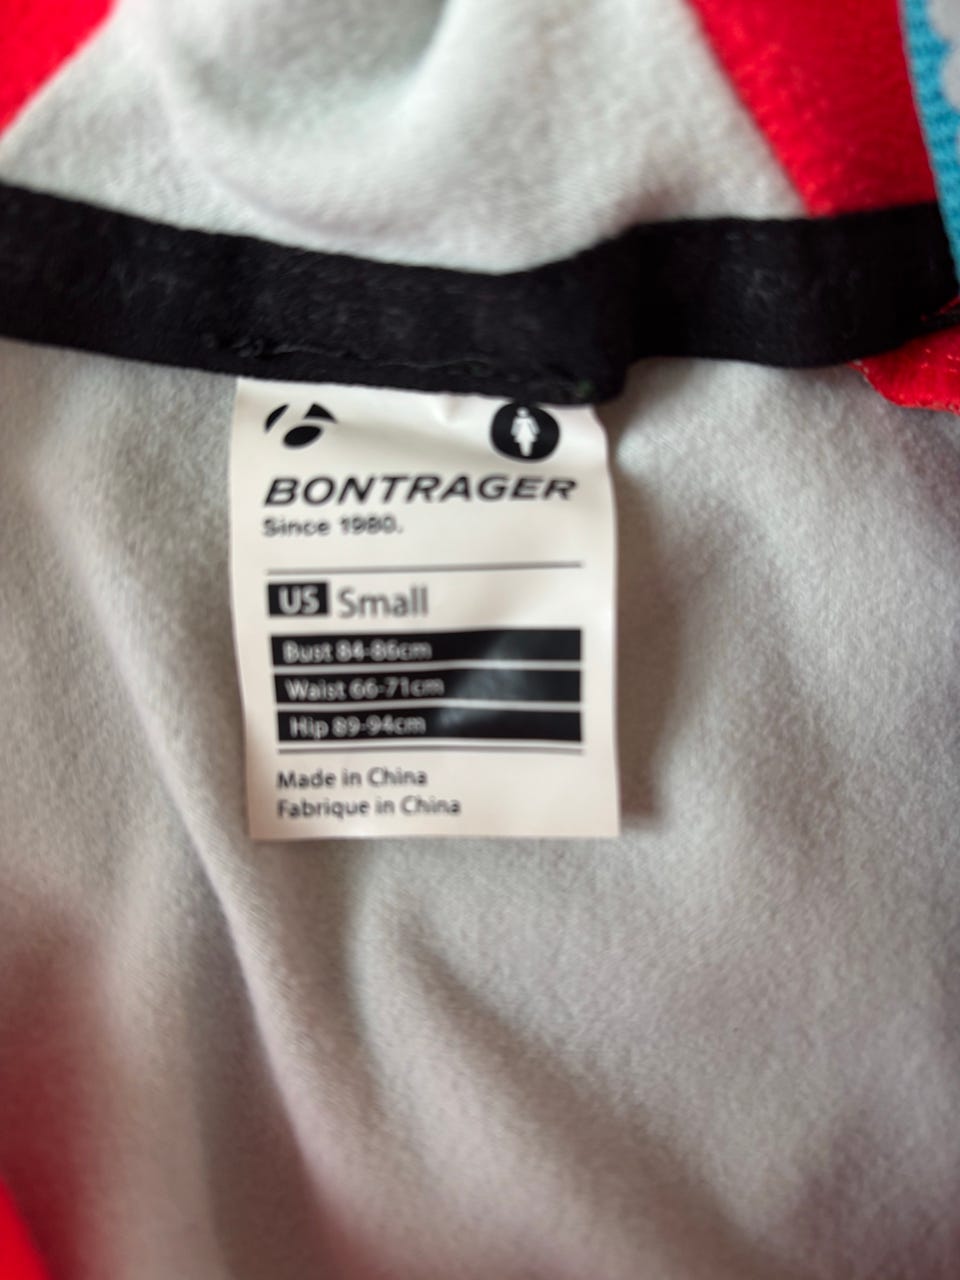 BONTRAGER
Since 1980.
US Small
Bust 84-86cm
Waist 66-71cm
Hip 89-94cm
Made in China
Fabrique in China